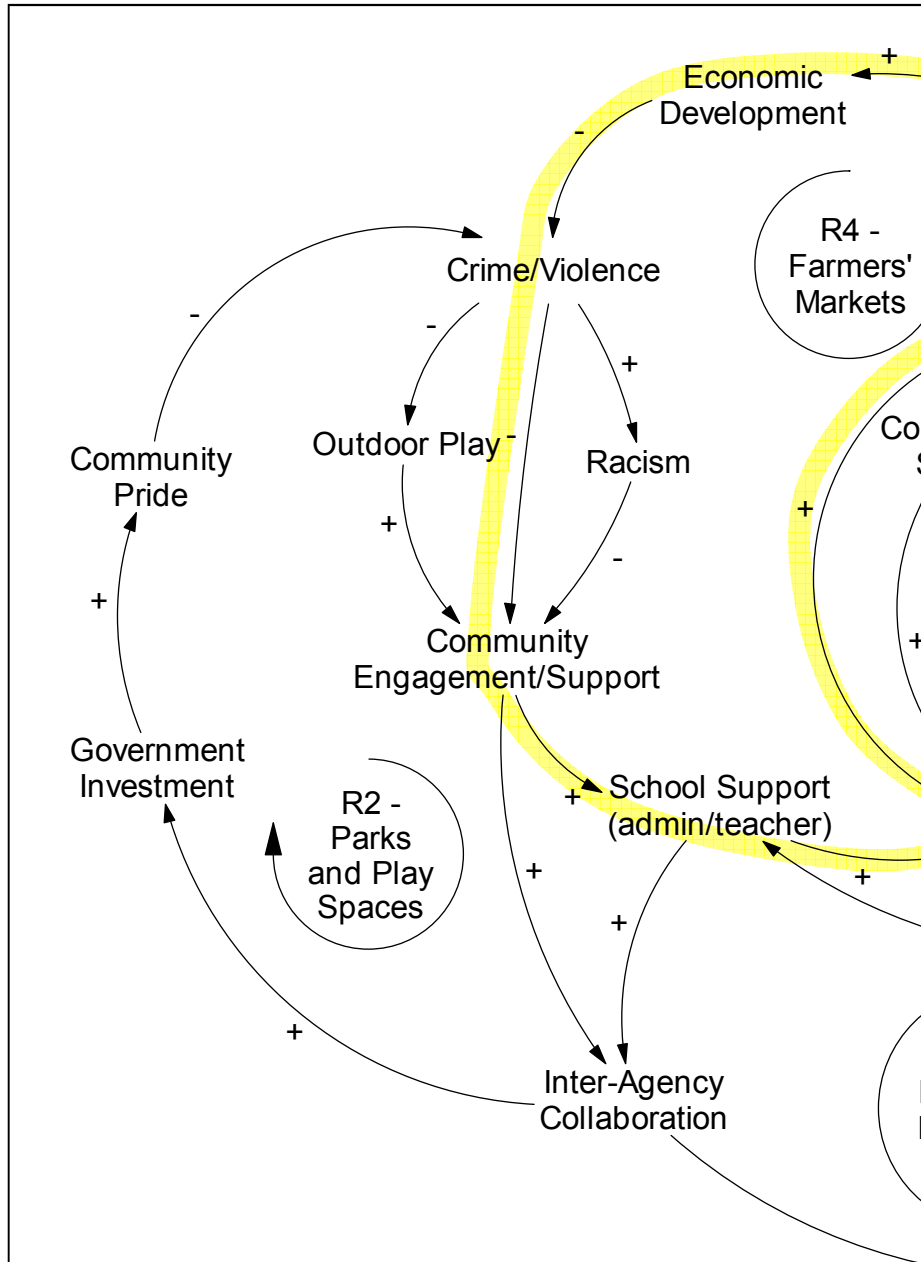 +
Economic
Development
-
R4 -
Farmers'
Markets
Crime/Violence
-
-
+
Outdoor Play
-
Racism
Community
Pride
+
+
-
+
+
Community
Engagement/Support
Government
Investment
School Support
(admin/teacher)
+
R2 -
Parks
and Play
Spaces
+
+
+
+
Inter-Agency
Collaboration